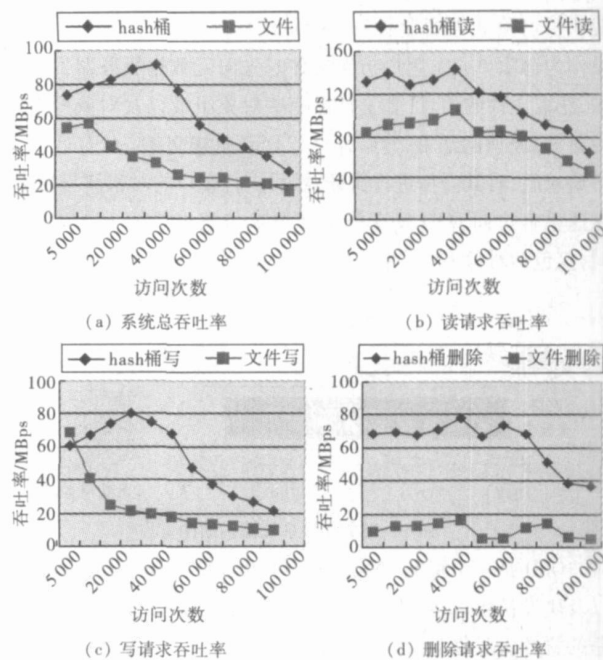 hash桶 文件
100
80
60
40
20
0
吞吐率/MBps
5 000
20 000
40 000
60 000
80 000
100 000
访问次数
(a) 系统总吞吐率
hash桶读 文件读
160
120
80
40
0
吞吐率/MBps
5 000
20 000
40 000
60 000
80 000
100 000
访问次数
(b) 读请求吞吐率
hash桶写 文件写
100
80
60
40
20
0
吞吐率/MBps
5 000
20 000
40 000
60 000
80 000
100 000
访问次数
(c) 写请求吞吐率
hash桶删除 文件删除
100
80
60
40
20
0
吞吐率/MBps
5 000
20 000
40 000
60 000
80 000
100 000
访问次数
(d) 删除请求吞吐率